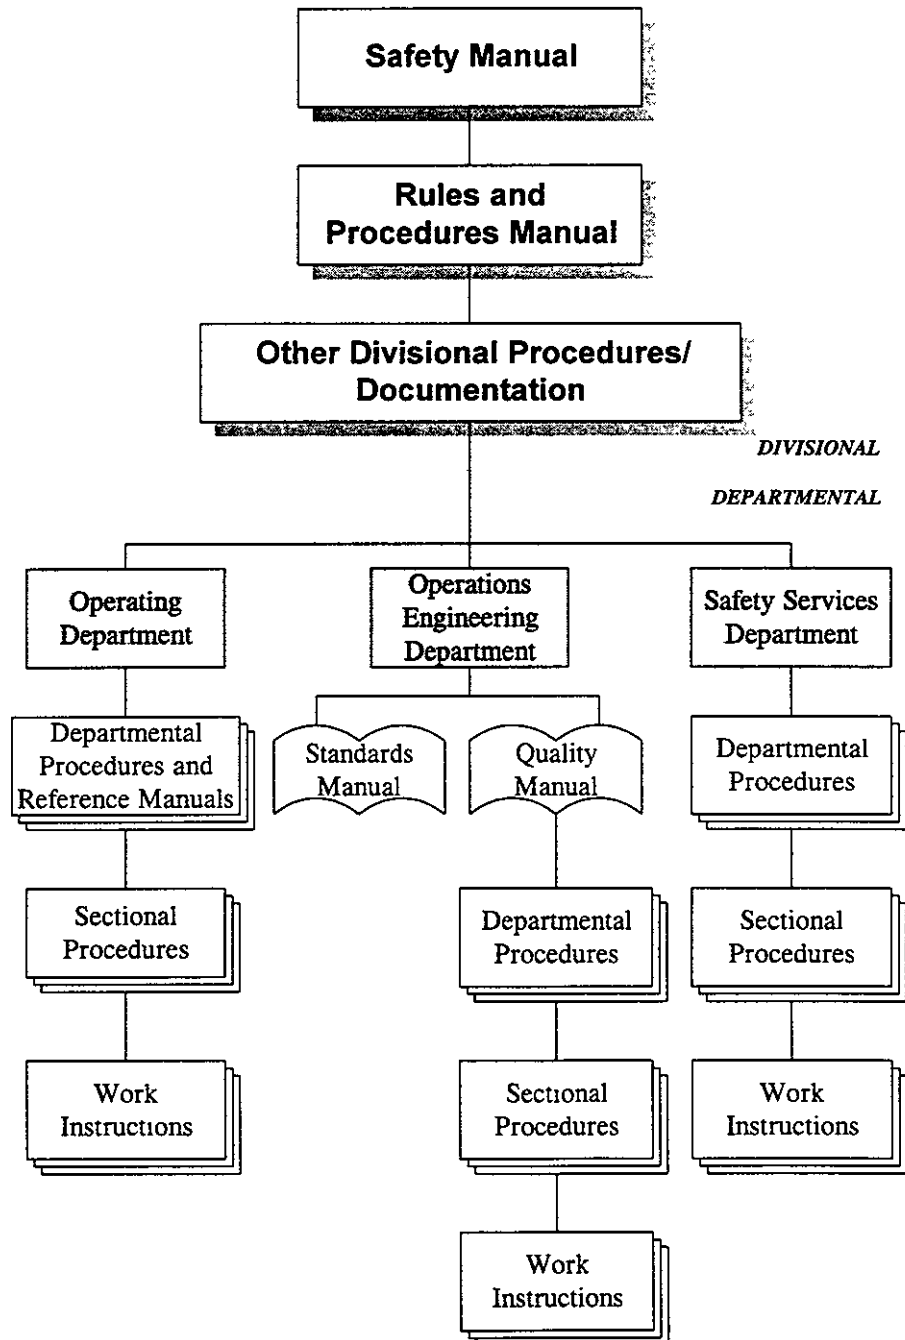 Safety Manual
Rules and
Procedures Manual
Other Divisional Procedures/
Documentation
DIVISIONAL
DEPARTMENTAL
Operating
Department
Operations
Engineering
Department
Safety Services
Department
Departmental
Procedures and
Reference Manuals
Standards
Manual
Quality
Manual
Departmental
Procedures
Sectional
Procedures
Departmental
Procedures
Sectional
Procedures
Work
Instructions
Sectional
Procedures
Work
Instructions
Work
Instructions